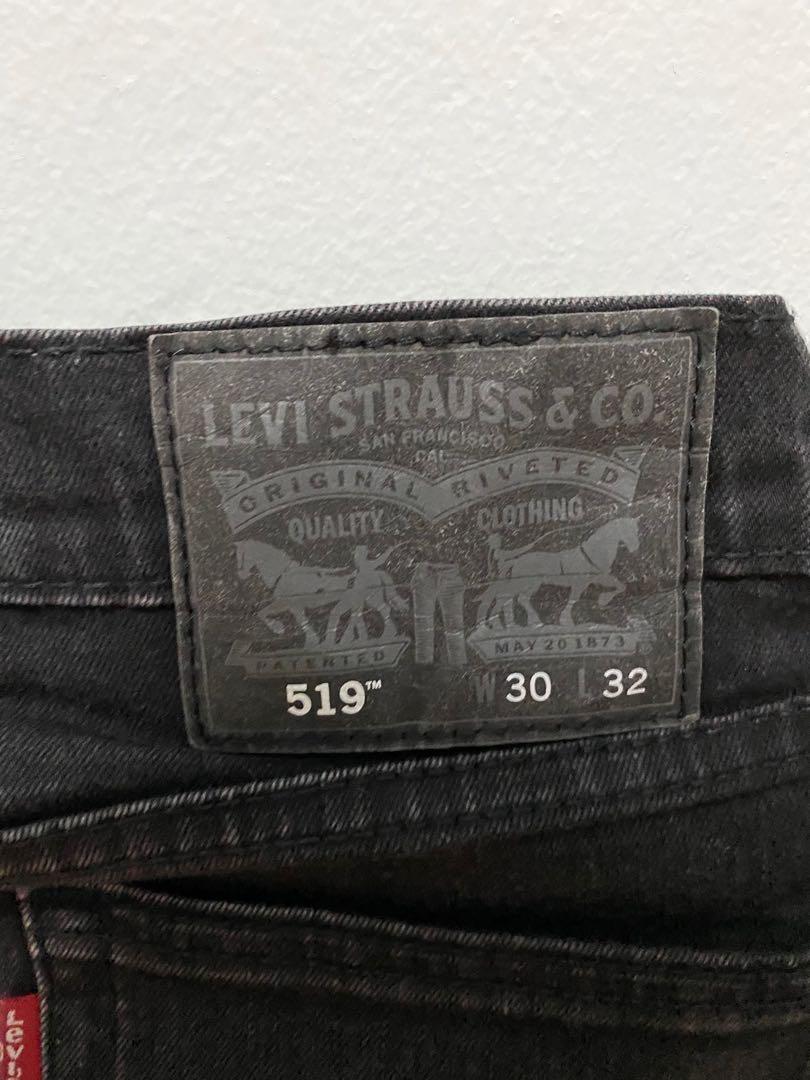 LEVI STRAUSS & CO.
SAN FRANCISCO
CAL
ORIGINAL RIVETED
QUALITY CLOTHING
PATENTED MAY 20 1873
519™ W 30 L 32